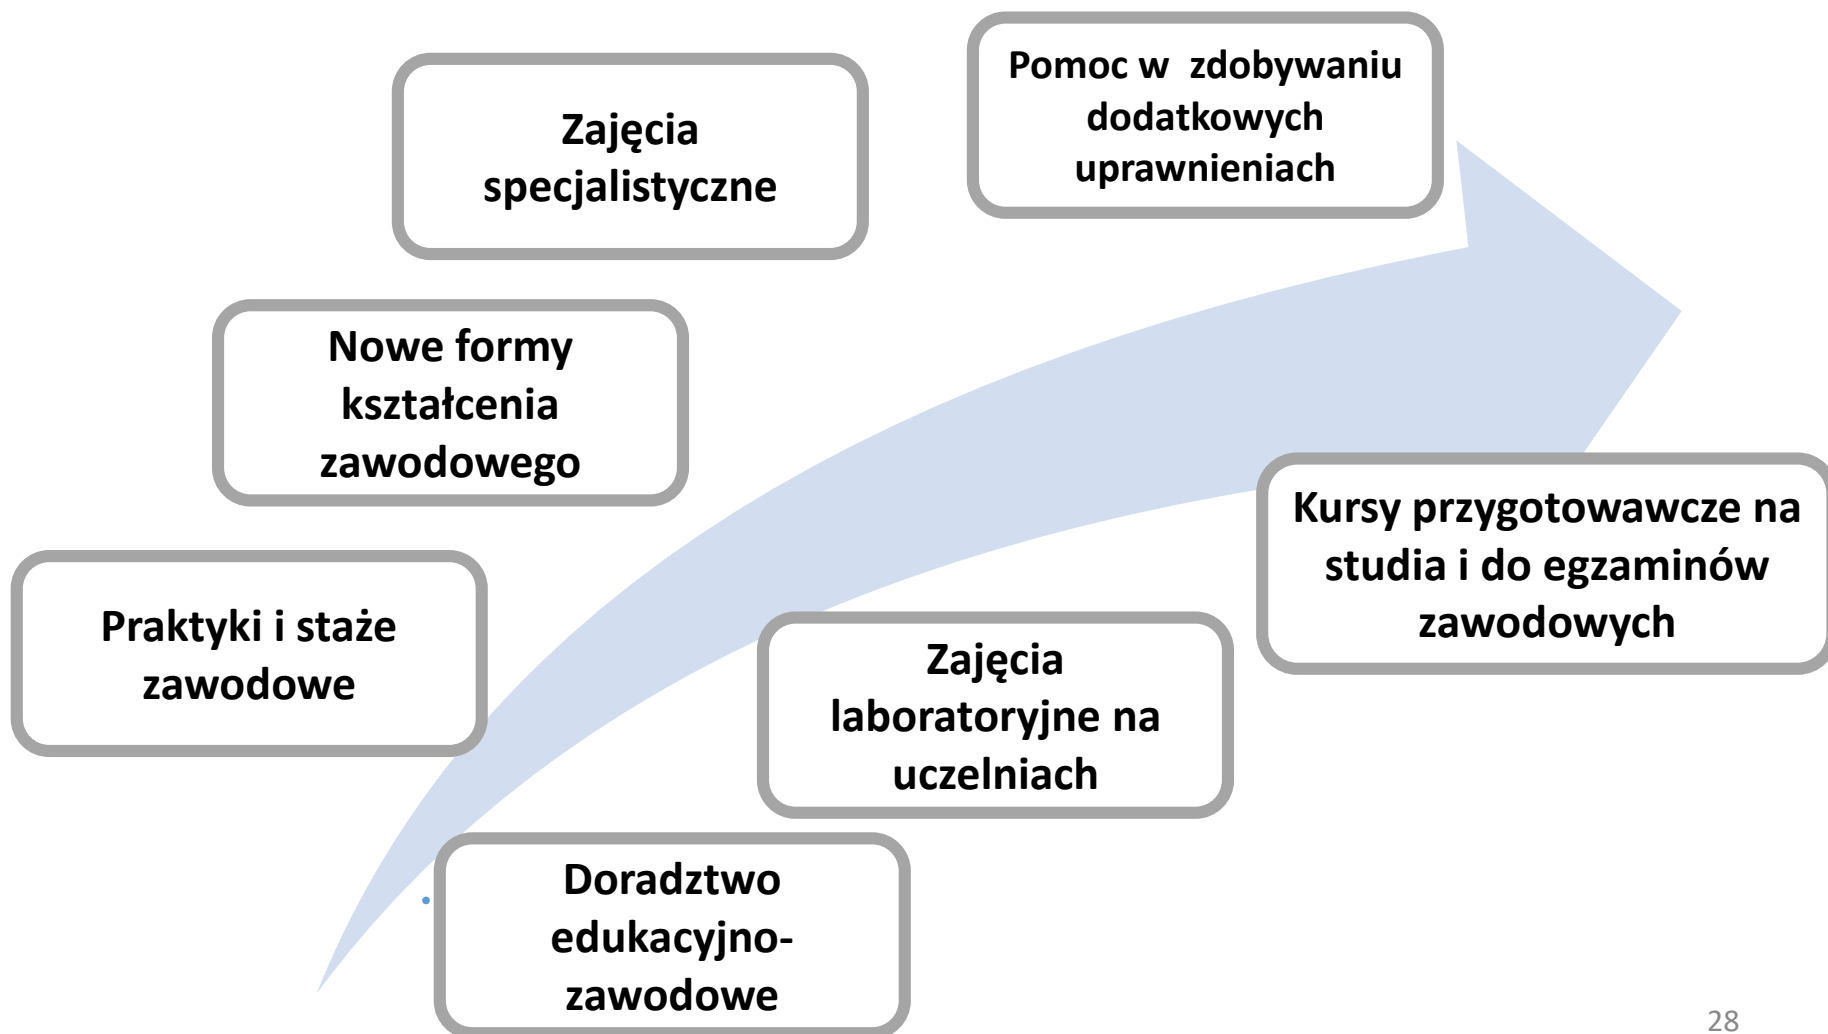 Pomoc w zdobywaniu
dodatkowych
uprawnieniach
Zajęcia
specjalistyczne
Nowe formy
kształcenia
zawodowego
Kursy przygotowawcze na
studia i do egzaminów
zawodowych
Praktyki i staże
zawodowe
Zajęcia
laboratoryjne na
uczelniach
Doradztwo
edukacyjno-
zawodowe
28